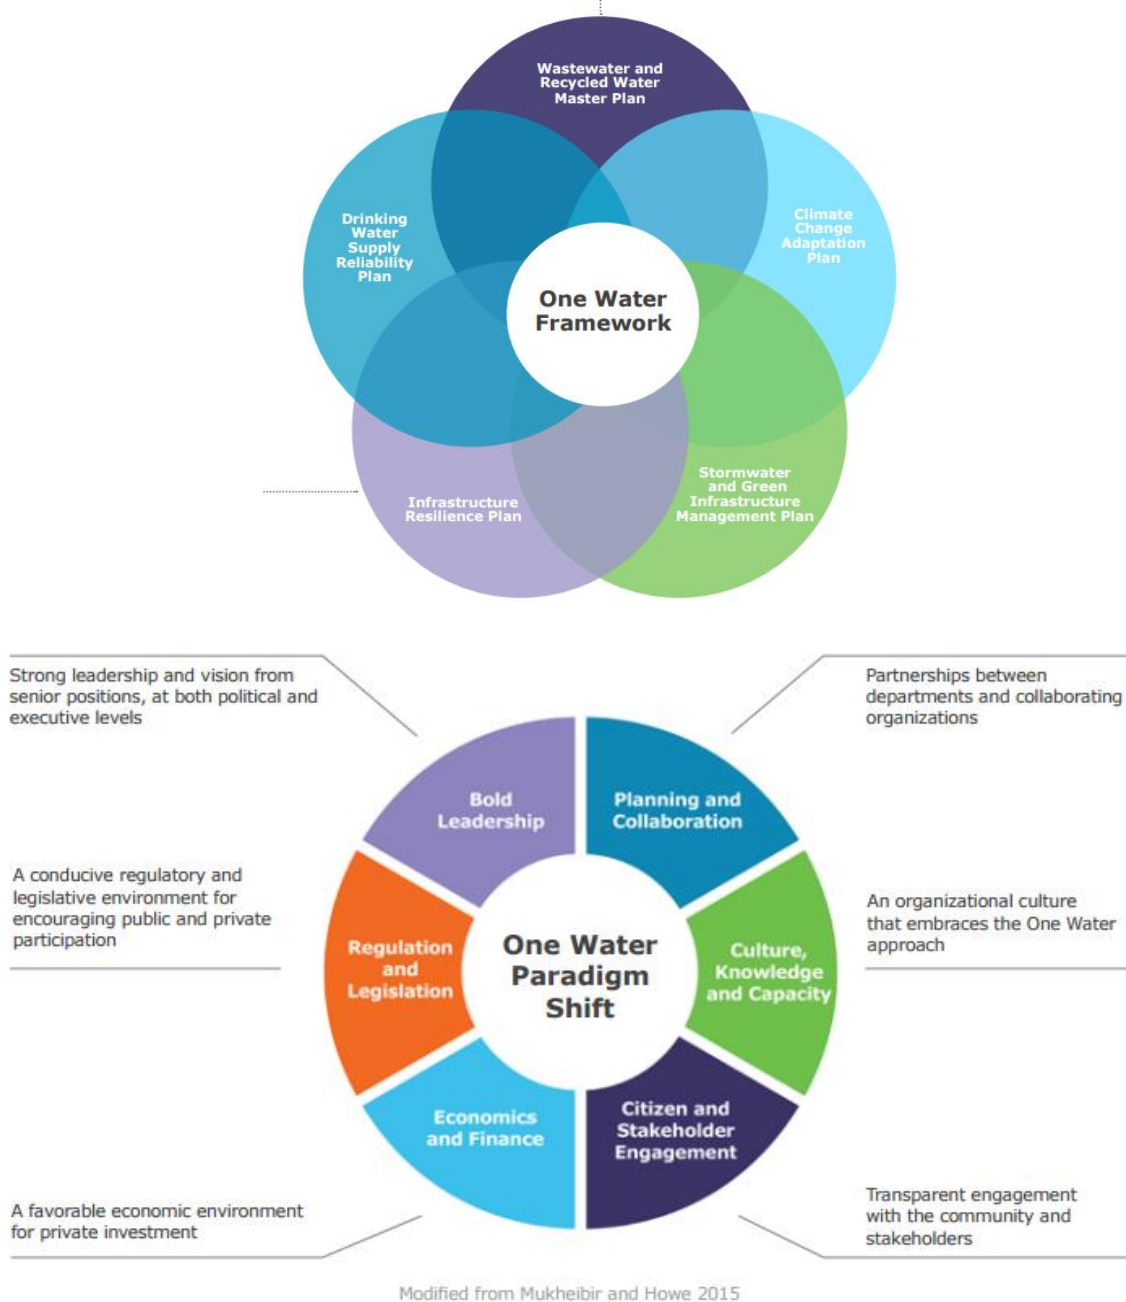 Wastewater and
Recycled Water
Master Plan
Drinking
Water
Supply
Reliability
Plan
Climate
Change
Adaptation
Plan
One Water
Framework
Infrastructure
Resilience Plan
Stormwater
and Green
Infrastructure
Management Plan
Strong leadership and vision from
senior positions, at both political and
executive levels
Partnerships between
departments and collaborating
organizations
Bold
Leadership
Planning and
Collaboration
A conducive regulatory and
legislative environment for
encouraging public and private
participation
An organizational culture
that embraces the One Water
approach
Regulation
and
Legislation
One Water
Paradigm
Shift
Culture,
Knowledge
and Capacity
Economics
and Finance
Citizen and
Stakeholder
Engagement
A favorable economic environment
for private investment
Transparent engagement
with the community and
stakeholders
Modified from Mukheibir and Howe 2015